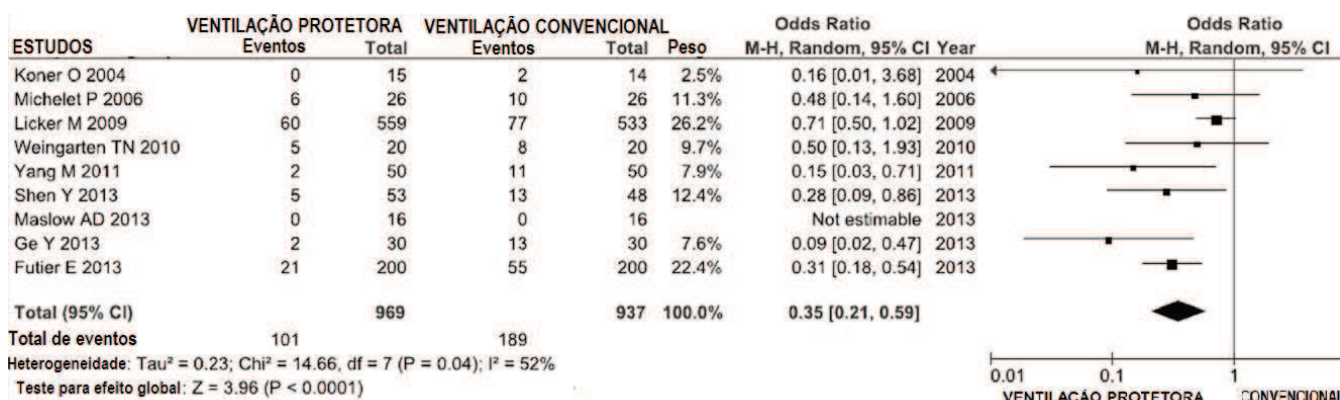 VENTILAÇÃO PROTETORA VENTILAÇÃO CONVENCIONAL Odds Ratio Odds Ratio
ESTUDOS Eventos Total Eventos Total Peso M-H, Random, 95% CI Year M-H, Random, 95% CI
Koner O 2004 0 15 2 14 2.5% 0.16 [0.01, 3.68] 2004
Michelet P 2006 6 26 10 26 11.3% 0.48 [0.14, 1.60] 2006
Licker M 2009 60 559 77 533 26.2% 0.71 [0.50, 1.02] 2009
Weingarten TN 2010 5 20 8 20 9.7% 0.50 [0.13, 1.93] 2010
Yang M 2011 2 50 11 50 7.9% 0.15 [0.03, 0.71] 2011
Shen Y 2013 5 53 13 48 12.4% 0.28 [0.09, 0.86] 2013
Maslow AD 2013 0 16 0 16 Not estimable 2013
Ge Y 2013 2 30 13 30 7.6% 0.09 [0.02, 0.47] 2013
Futier E 2013 21 200 55 200 22.4% 0.31 [0.18, 0.54] 2013
Total (95% CI) 969 937 100.0% 0.35 [0.21, 0.59]
Total de eventos 101 189
Heterogeneidade: Tau² = 0.23; Chi² = 14.66, df = 7 (P = 0.04); I² = 52%
Teste para efeito global: Z = 3.96 (P < 0.0001)
0.01 0.1 1
VENTILAÇÃO PROTETORA CONVENCIONAL